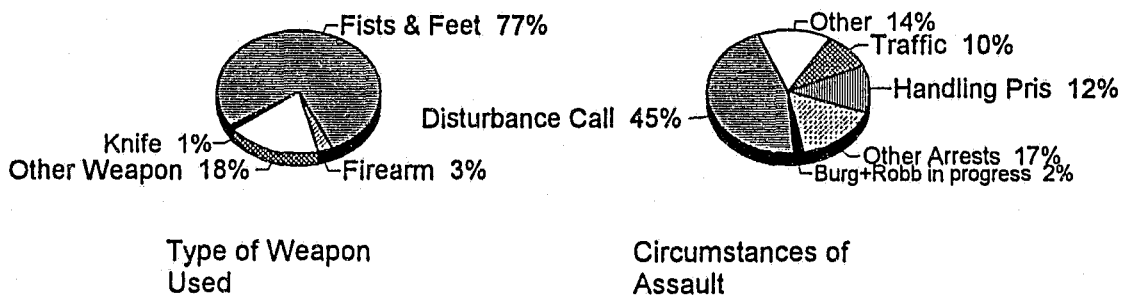 Fists & Feet 77%
Knife 1%
Other Weapon 18%
Firearm 3%
Type of Weapon
Used
Other 14%
Traffic 10%
Handling Pris 12%
Disturbance Call 45%
Other Arrests 17%
Burg+Robb in progress 2%
Circumstances of
Assault